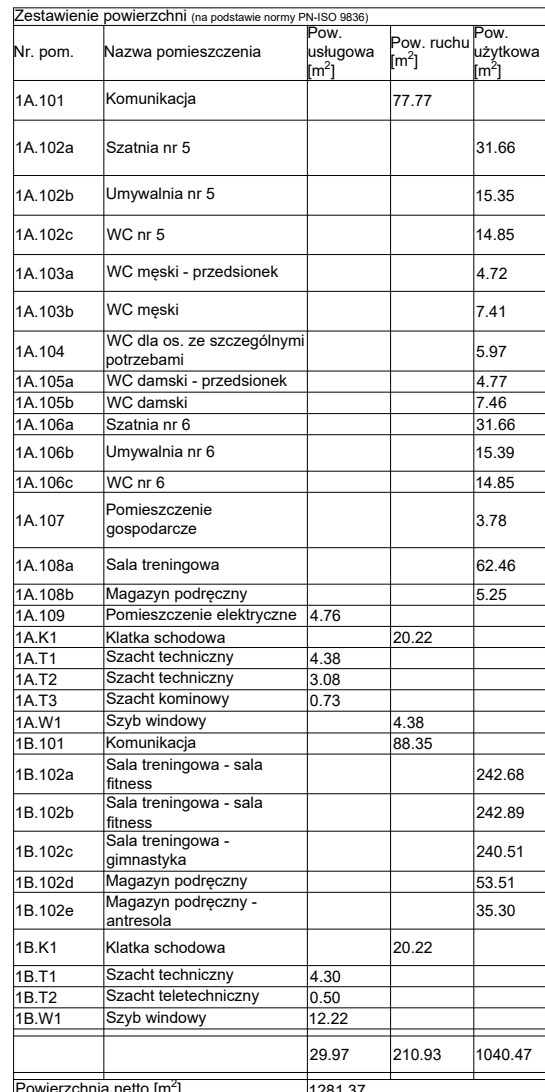 Zestawienie powierzchni (na podstawie normy PN-ISO 9836)
Nr. pom. Nazwa pomieszczenia Pow. usługowa [m²] Pow. ruchu [m²] Pow. użytkowa [m²]
1A.101 Komunikacja 77.77
1A.102a Szatnia nr 5 31.66
1A.102b Umywalnia nr 5 15.35
1A.102c WC nr 5 14.85
1A.103a WC męski - przedsionek 4.72
1A.103b WC męski 7.41
1A.104 WC dla os. ze szczególnymi potrzebami 5.97
1A.105a WC damski - przedsionek 4.77
1A.105b WC damski 7.46
1A.106a Szatnia nr 6 31.66
1A.106b Umywalnia nr 6 15.39
1A.106c WC nr 6 14.85
1A.107 Pomieszczenie gospodarcze 3.78
1A.108a Sala treningowa 62.46
1A.108b Magazyn podręczny 5.25
1A.109 Pomieszczenie elektryczne 4.76
1A.K1 Klatka schodowa 20.22
1A.T1 Szacht techniczny 4.38
1A.T2 Szacht techniczny 3.08
1A.T3 Szacht kominowy 0.73
1A.W1 Szyb windowy 4.38
1B.101 Komunikacja 88.35
1B.102a Sala treningowa - sala fitness 242.68
1B.102b Sala treningowa - sala fitness 242.89
1B.102c Sala treningowa - gimnastyka 240.51
1B.102d Magazyn podręczny 53.51
1B.102e Magazyn podręczny - antresola 35.30
1B.K1 Klatka schodowa 20.22
1B.T1 Szacht techniczny 4.30
1B.T2 Szacht teletechniczny 0.50
1B.W1 Szyb windowy 12.22
29.97 210.93 1040.47
Powierzchnia netto [m²] 1281.37